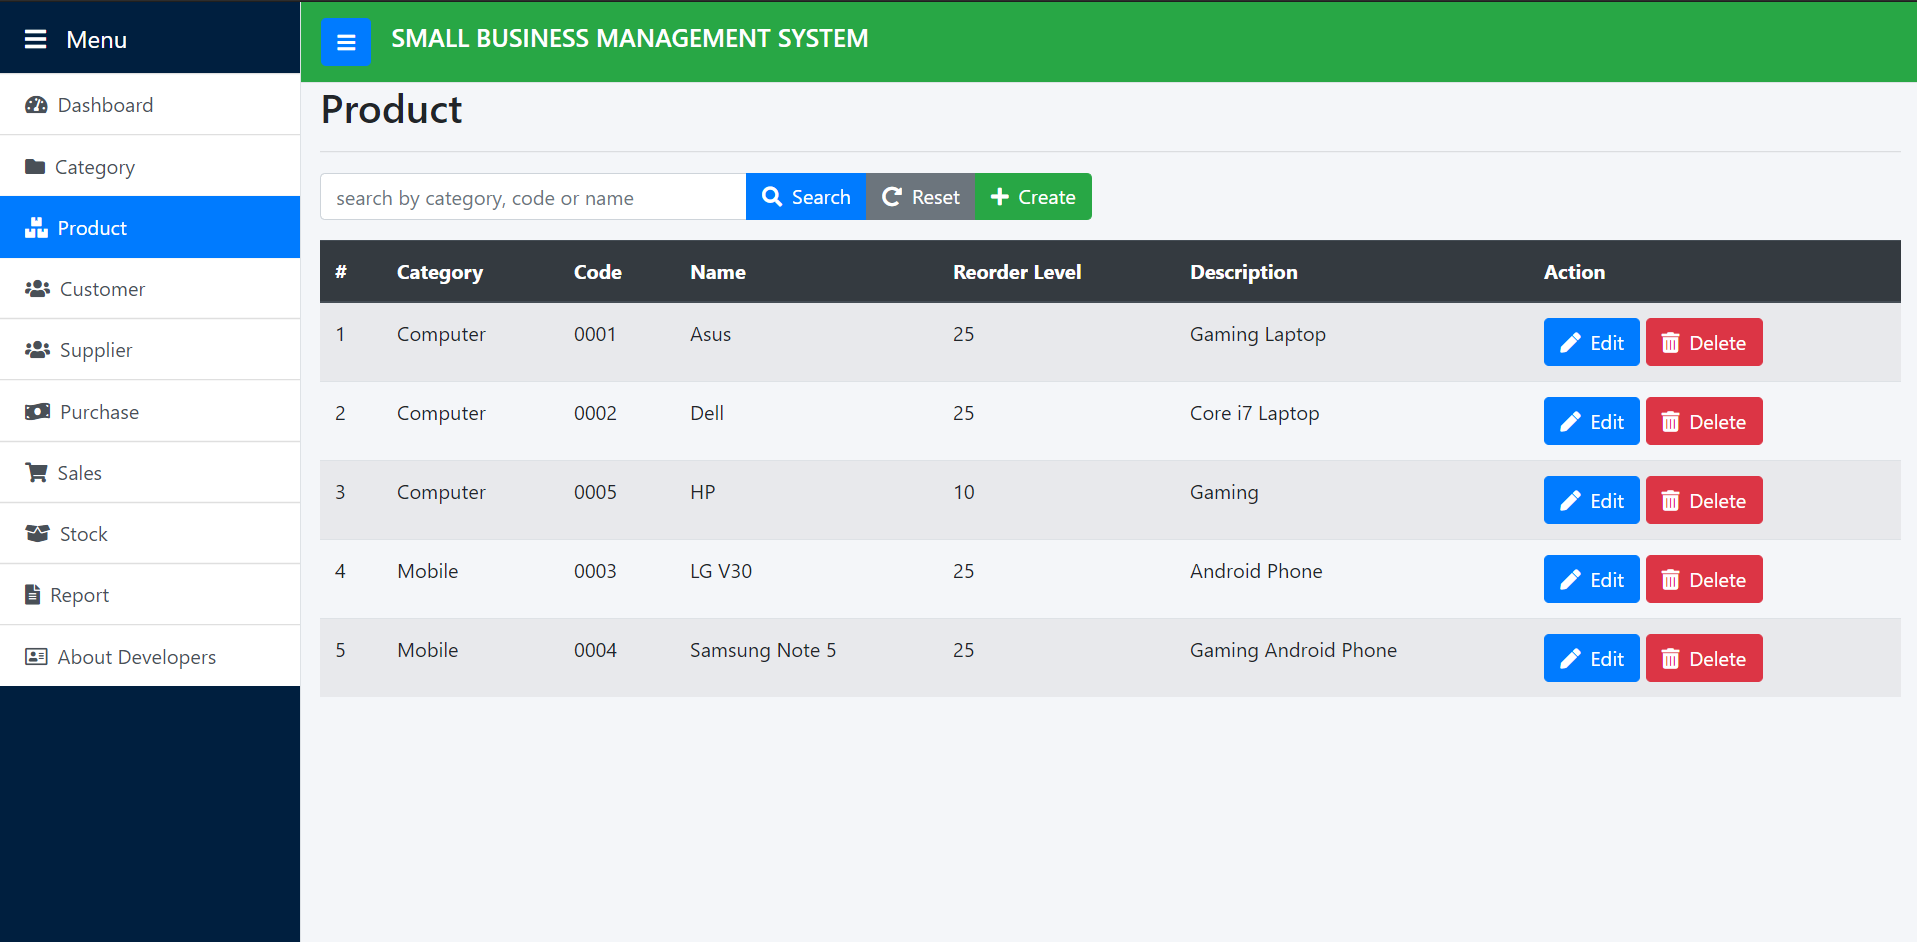 Menu
SMALL BUSINESS MANAGEMENT SYSTEM
Dashboard
Category
Product
Customer
Supplier
Purchase
Sales
Stock
Report
About Developers
Product
search by category, code or name Search Reset Create
# Category Code Name Reorder Level Description Action
1 Computer 0001 Asus 25 Gaming Laptop Edit Delete
2 Computer 0002 Dell 25 Core i7 Laptop Edit Delete
3 Computer 0005 HP 10 Gaming Edit Delete
4 Mobile 0003 LG V30 25 Android Phone Edit Delete
5 Mobile 0004 Samsung Note 5 25 Gaming Android Phone Edit Delete